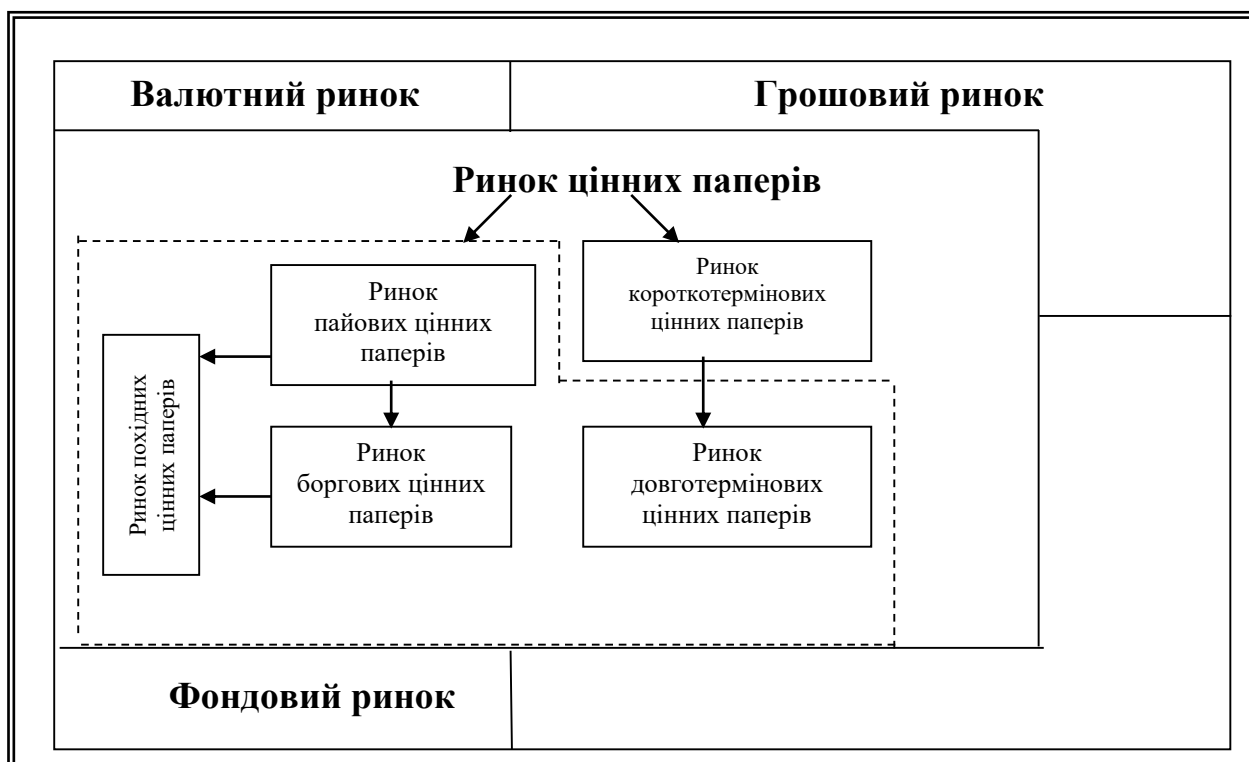 Валютний ринок
Грошовий ринок
Ринок цінних паперів
Ринок
пайових цінних
паперів
Ринок
короткотермінових
цінних паперів
Ринок похідних
цінних паперів
Ринок
боргових цінних
паперів
Ринок
довготермінових
цінних паперів
Фондовий ринок